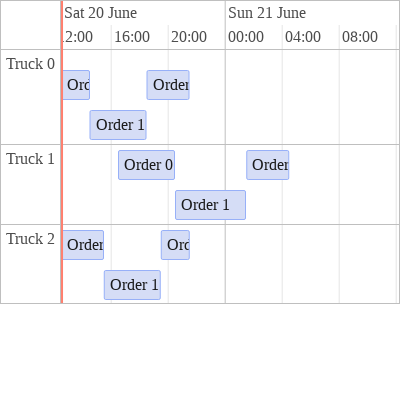 Sat 20 June Sun 21 June
2:00 16:00 20:00 00:00 04:00 08:00
Truck 0
Ord Order
Order 1
Truck 1
Order 0 Order
Order 1
Truck 2
Order Ord
Order 1